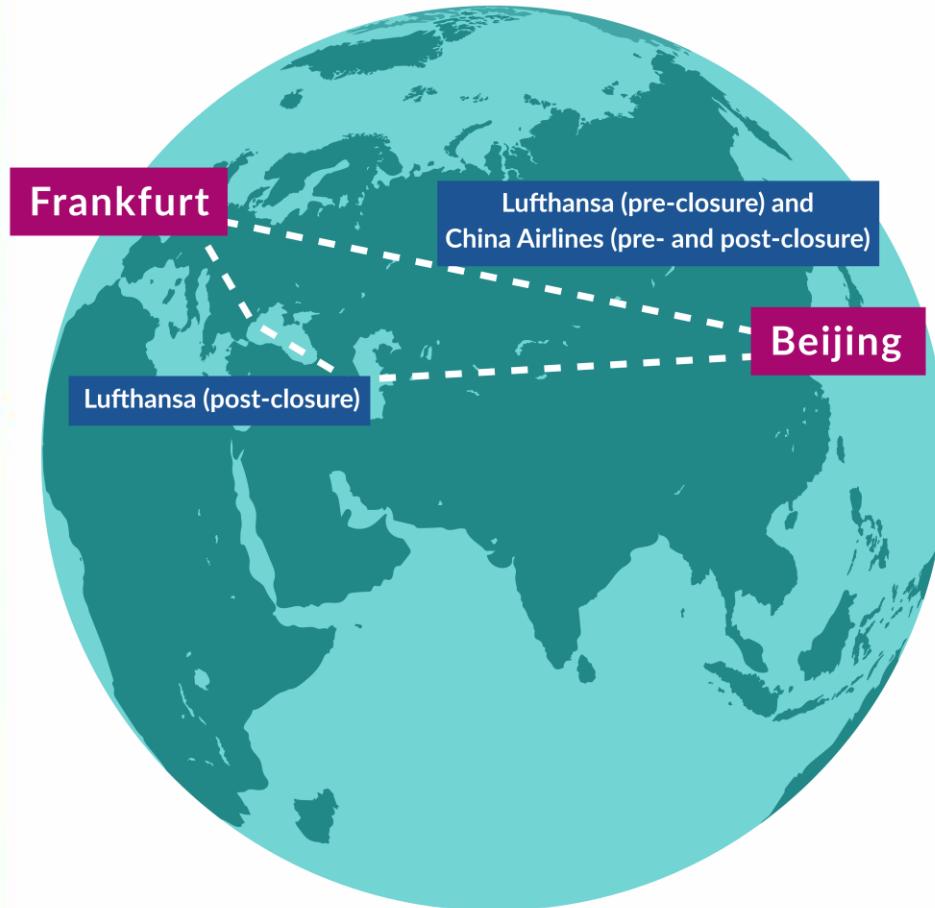 Frankfurt
Lufthansa (pre-closure) and
China Airlines (pre- and post-closure)
Beijing
Lufthansa (post-closure)